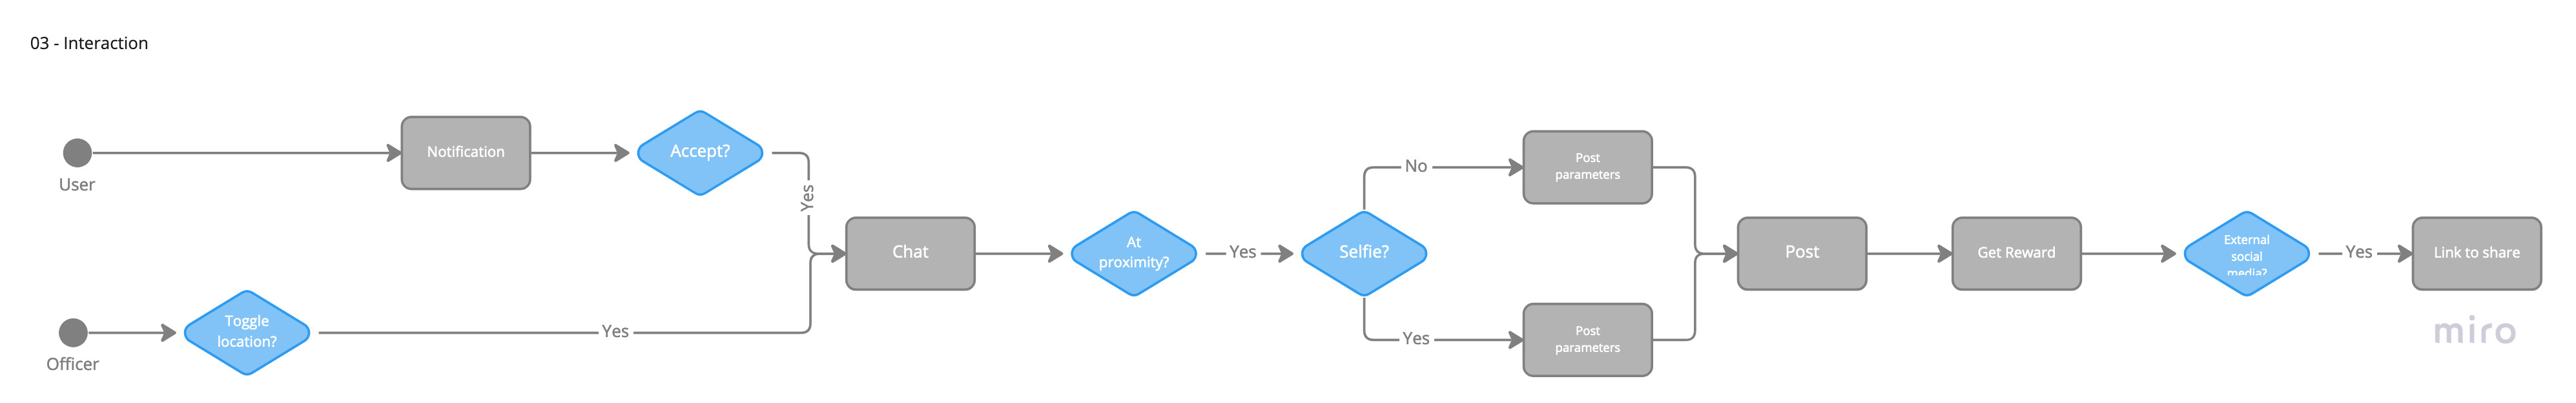 03 - Interaction
User
Notification
Accept?
Yes
Officer
Toggle
location?
Yes
Chat
At
proximity?
Yes
Selfie?
No
Post
parameters
Yes
Post
parameters
Post
Get Reward
External
social
media?
Yes
Link to share
miro